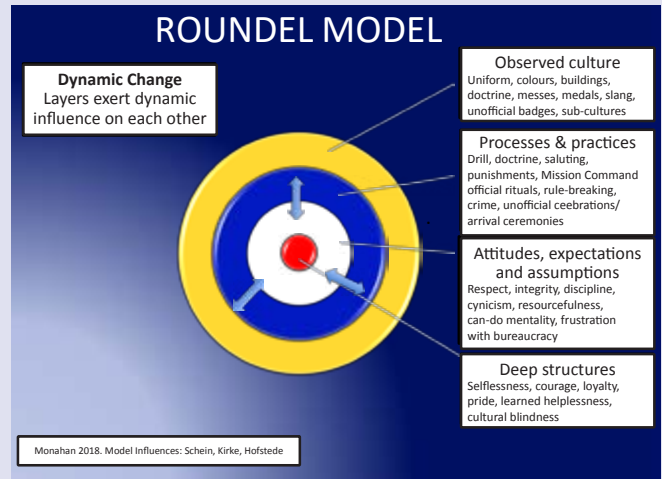 ROUNDEL MODEL
Dynamic Change
Layers exert dynamic
influence on each other
Observed culture
Uniform, colours, buildings,
doctrine, messes, medals, slang,
unofficial badges, sub-cultures
Processes & practices
Drill, doctrine, saluting,
punishments, Mission Command
official rituals, rule-breaking,
crime, unofficial ceebrations/
arrival ceremonies
Attitudes, expectations
and assumptions
Respect, integrity, discipline,
cynicism, resourcefulness,
can-do mentality, frustration
with bureaucracy
Deep structures
Selflessness, courage, loyalty,
pride, learned helplessness,
cultural blindness
Monahan 2018. Model Influences: Schein, Kirke, Hofstede